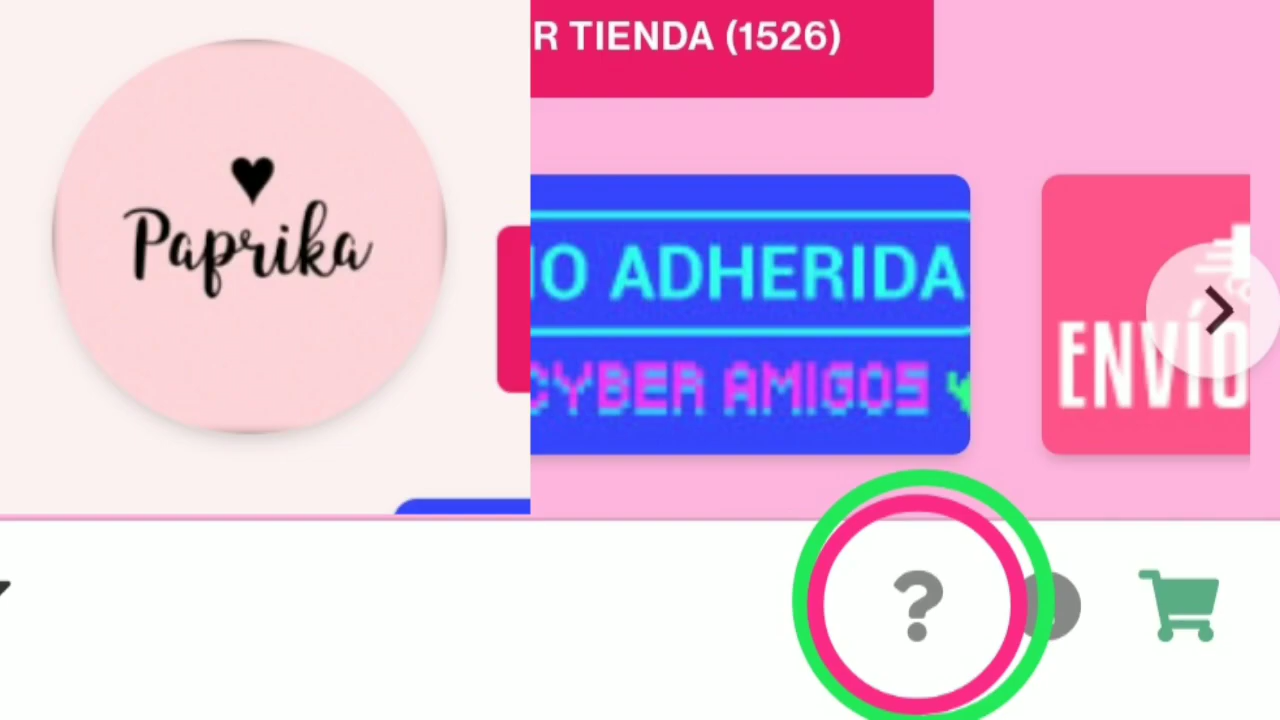 Paprika
R TIENDA (1526)
IO ADHERIDA
CYBER AMIGOS
ENVÍO
?